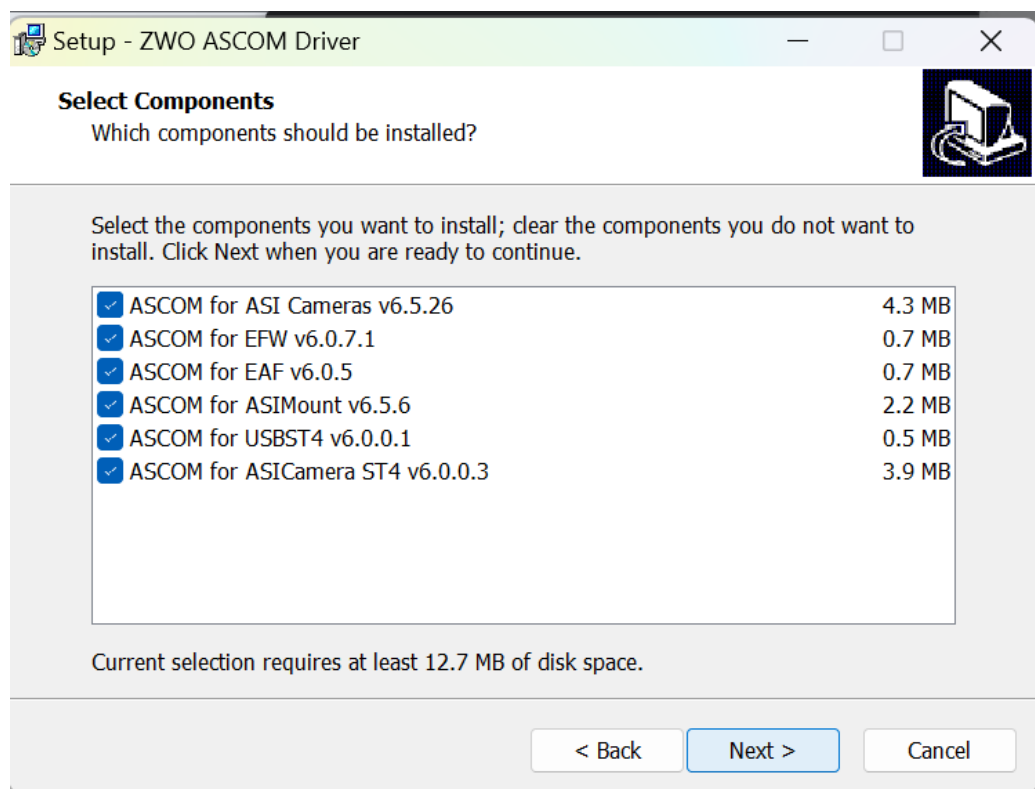 Setup - ZWO ASCOM Driver
Select Components
Which components should be installed?
Select the components you want to install; clear the components you do not want to
install. Click Next when you are ready to continue.
ASCOM for ASI Cameras v6.5.26 4.3 MB
ASCOM for EFW v6.0.7.1 0.7 MB
ASCOM for EAF v6.0.5 0.7 MB
ASCOM for ASIMount v6.5.6 2.2 MB
ASCOM for USBST4 v6.0.0.1 0.5 MB
ASCOM for ASICamera ST4 v6.0.0.3 3.9 MB
Current selection requires at least 12.7 MB of disk space.
< Back Next > Cancel